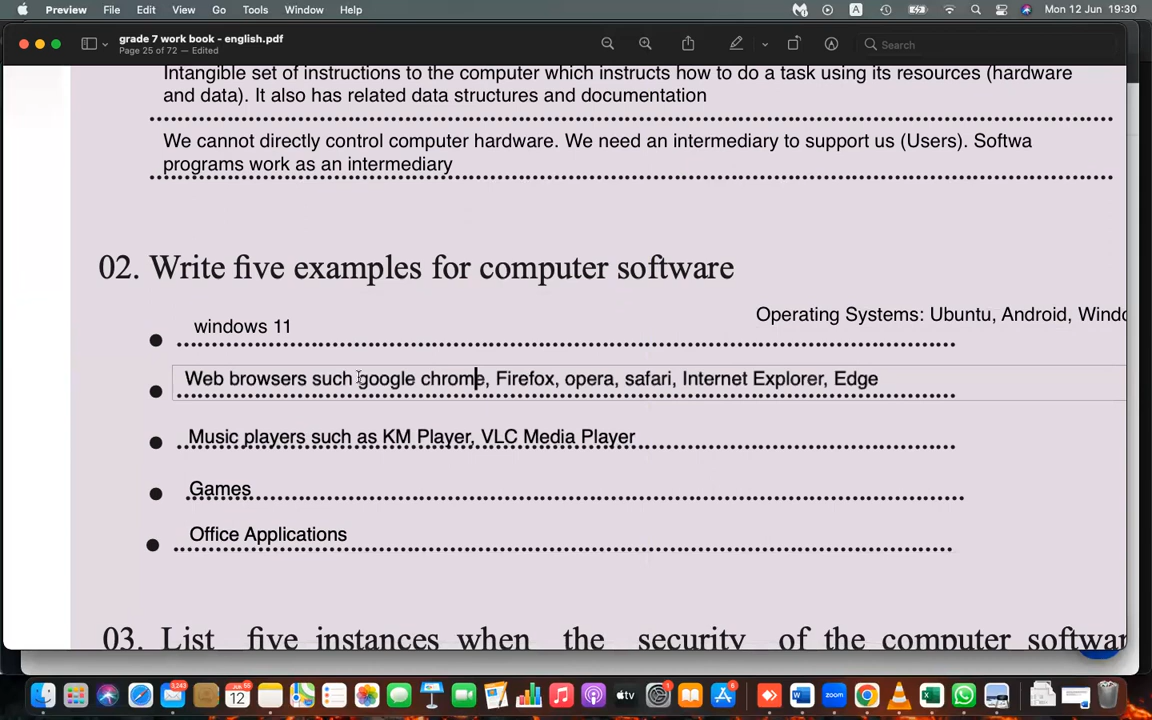 Preview File Edit View Go Tools Window Help A Mon 12 Jun 19:30
grade 7 work book - english.pdf
Page 25 of 72 — Edited
Search
Intangible set of instructions to the computer which instructs how to do a task using its resources (hardware
and data). It also has related data structures and documentation
We cannot directly control computer hardware. We need an intermediary to support us (Users). Softwa
programs work as an intermediary
02. Write five examples for computer software
Operating Systems: Ubuntu, Android, Windo
windows 11
Web browsers such google chrome, Firefox, opera, safari, Internet Explorer, Edge
Music players such as KM Player, VLC Media Player
Games
Office Applications
03. List five instances when the security of the computer softwar
tv zoom